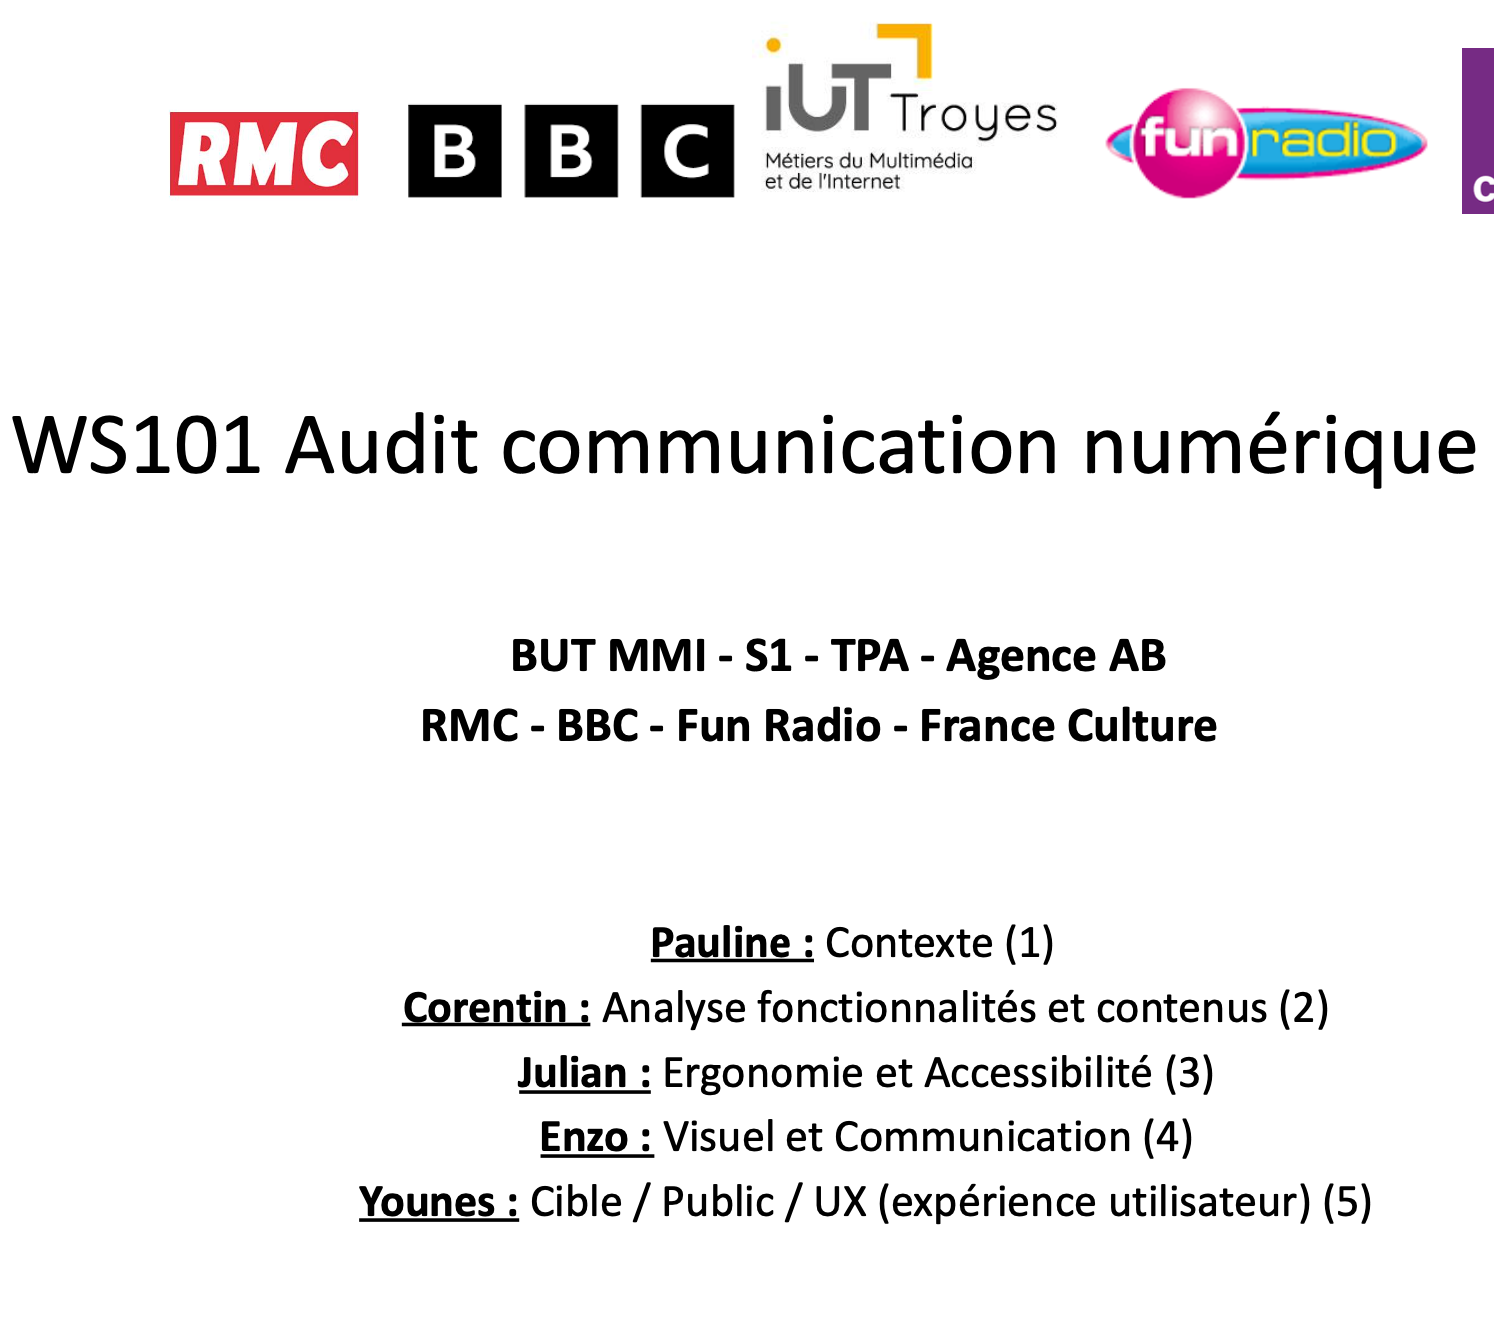 RMC
BBC
iUT Troyes
Métiers du Multimédia
et de l'Internet
fun radio
WS101 Audit communication numérique
BUT MMI - S1 - TPA - Agence AB
RMC - BBC - Fun Radio - France Culture
Pauline : Contexte (1)
Corentin : Analyse fonctionnalités et contenus (2)
Julian : Ergonomie et Accessibilité (3)
Enzo : Visuel et Communication (4)
Younes : Cible / Public / UX (expérience utilisateur) (5)